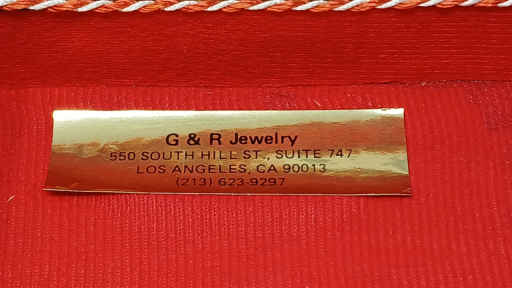 G & R Jewelry
550 SOUTH HILL ST., SUITE 747
LOS ANGELES, CA 90013
(213) 623-9297